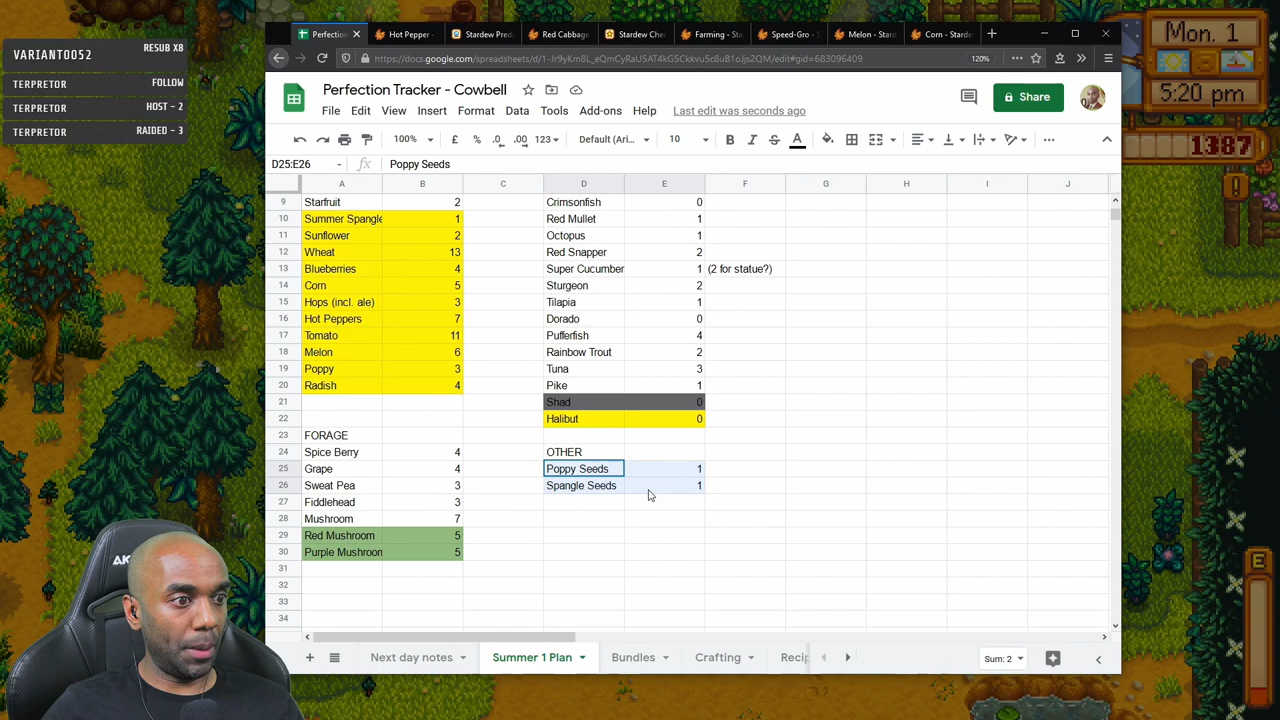 VARIANT0052 RESUB X8
TERPRETOR FOLLOW
TERPRETOR HOST - 2
TERPRETOR RAIDED - 3
Perfection Hot Pepper - Stardew Pred Red Cabbag Stardew Chec Farming - Sta Speed-Gro - S Melon - Stard Corn - Starde
120%
Perfection Tracker - Cowbell
File Edit View Insert Format Data Tools Add-ons Help Last edit was seconds ago
Share
100% £ % .0 .00 123 Default (Ari... 10 B I S A
D25:E26 fx Poppy Seeds
A B C D E F G H I J
9 Starfruit 2 Crimsonfish 0
10 Summer Spangle 1 Red Mullet 1
11 Sunflower 2 Octopus 1
12 Wheat 13 Red Snapper 2
13 Blueberries 4 Super Cucumber 1 (2 for statue?)
14 Corn 5 Sturgeon 2
15 Hops (incl. ale) 3 Tilapia 1
16 Hot Peppers 7 Dorado 0
17 Tomato 11 Pufferfish 4
18 Melon 6 Rainbow Trout 2
19 Poppy 3 Tuna 3
20 Radish 4 Pike 1
21 Shad 0
22 Halibut 0
23 FORAGE
24 Spice Berry 4 OTHER
25 Grape 4 Poppy Seeds 1
26 Sweat Pea 3 Spangle Seeds 1
27 Fiddlehead 3
28 Mushroom 7
29 Red Mushroom 5
30 Purple Mushroom 5
31
32
33
34
Next day notes Summer 1 Plan Bundles Crafting Recip Sum: 2
Mon. 1
5:20 pm
1387
E
AK